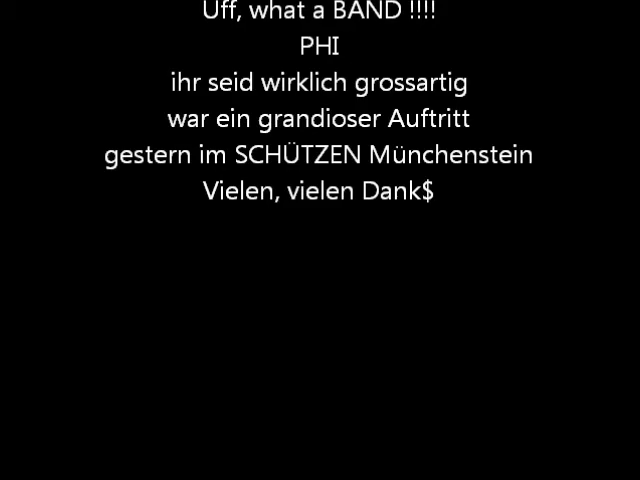 Uff, what a BAND !!!!
PHI
ihr seid wirklich grossartig
war ein grandioser Auftritt
gestern im SCHÜTZEN Münchenstein
Vielen, vielen Dank$